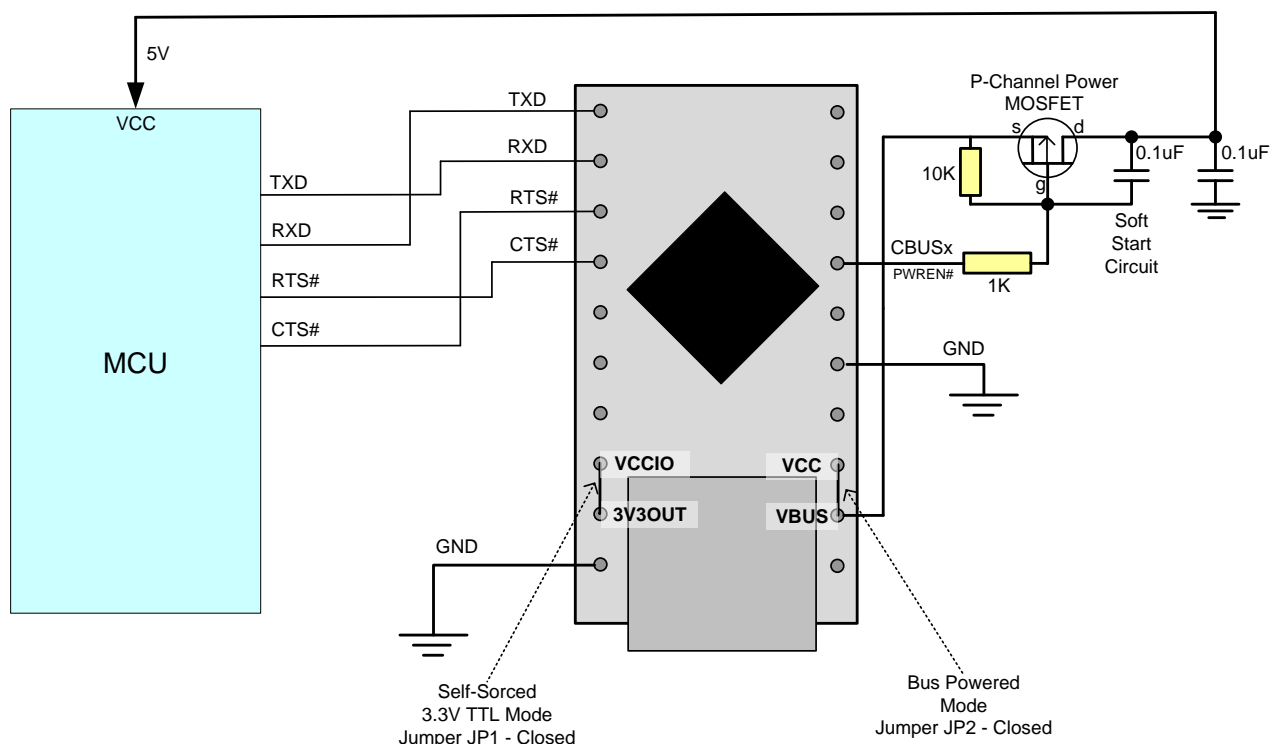 5V
VCC
MCU
TXD
RXD
RTS#
CTS#
TXD
RXD
RTS#
CTS#
P-Channel Power
MOSFET
s
d
g
10K
0.1uF
0.1uF
Soft
Start
Circuit
CBUSx
PWREN#
1K
GND
VCCIO
VCC
3V3OUT
VBUS
GND
Self-Sorced
3.3V TTL Mode
Jumper JP1 - Closed
Bus Powered
Mode
Jumper JP2 - Closed